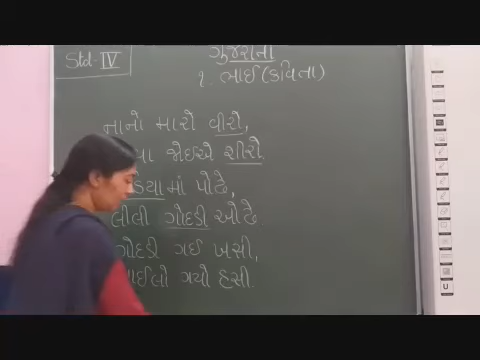 Std-IV
ગુજરાતી
૧. ભાઈ (કવિતા)
નાનો મારો વીરો,
જોઈએ શીરો.
માં પોઢે,
લીલી ગોદડી ઓઢે
ગોદડી ગઈ ખસી,
ગયો હસી.